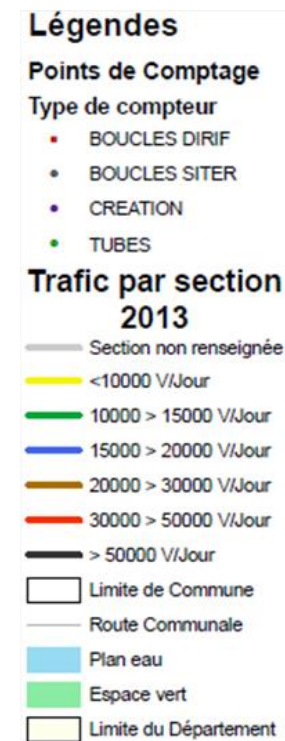 Légendes
Points de Comptage
Type de compteur
BOUCLES DIRIF
BOUCLES SITER
CREATION
TUBES
Trafic par section
2013
Section non renseignée
<10000 V/Jour
10000 > 15000 V/Jour
15000 > 20000 V/Jour
20000 > 30000 V/Jour
30000 > 50000 V/Jour
> 50000 V/Jour
Limite de Commune
Route Communale
Plan eau
Espace vert
Limite du Département